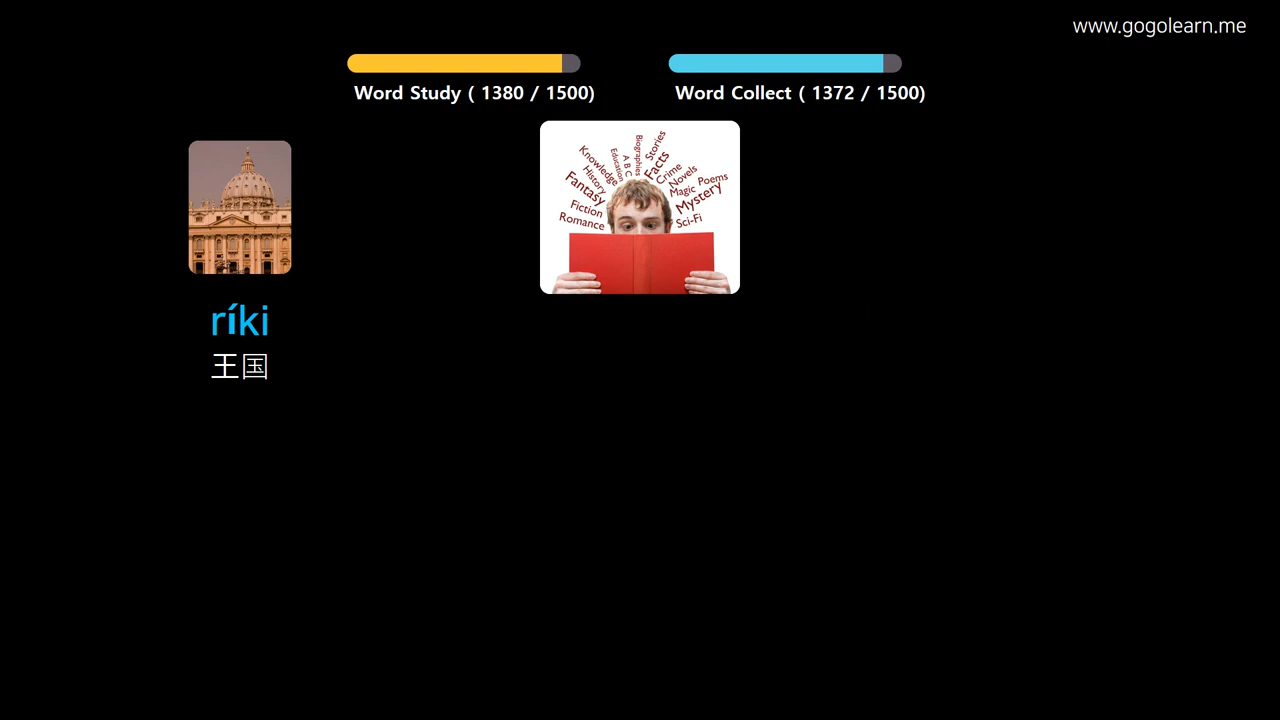 www.gogolearn.me
Word Study ( 1380 / 1500)
Word Collect ( 1372 / 1500)
Stories
Biographies
Facts
A B C
Education
Crime
Knowledge
Novels
History
Poems
Magic
Fantasy
Mystery
Fiction
Sci-Fi
Romance
ríki
王国